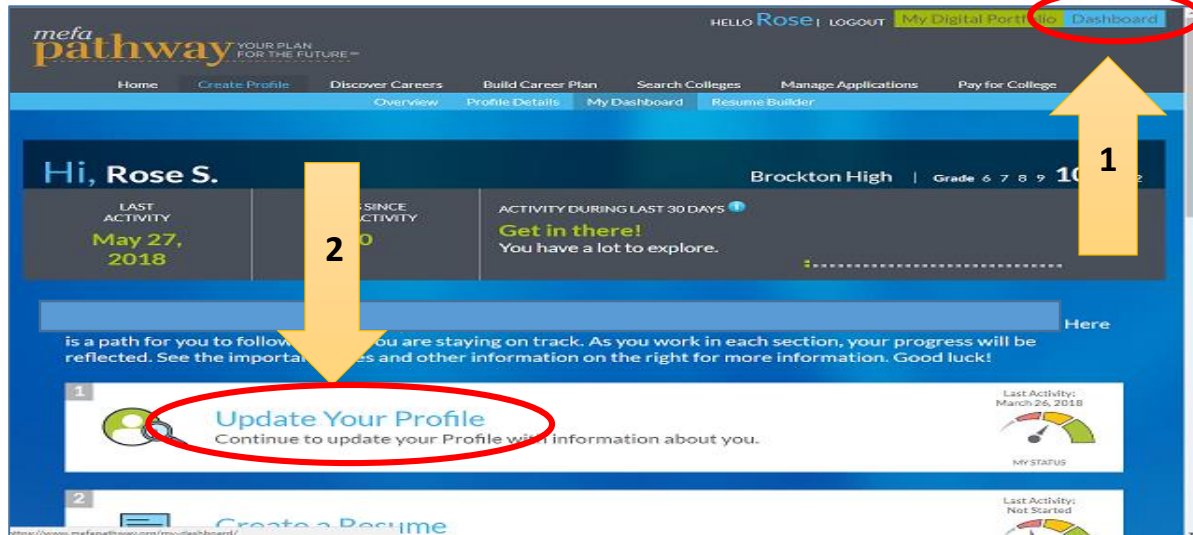 HELLO Rose | LOGOUT My Digital Portfolio Dashboard
mefa
pathway YOUR PLAN
FOR THE FUTURE
Home Create Profile Discover Careers Build Career Plan Search Colleges Manage Applications Pay for College
Overview Profile Details My Dashboard Resume Builder
1
Hi, Rose S.
Brockton High | Grade 6 7 8 9 10 2
LAST
ACTIVITY
May 27,
2018
SINCE
ACTIVITY
0
2
ACTIVITY DURING LAST 30 DAYS
Get in there!
You have a lot to explore.
Here
is a path for you to follow you are staying on track. As you work in each section, your progress will be
reflected. See the important and other information on the right for more information. Good luck!
1
Update Your Profile
Continue to update your Profile with information about you.
Last Activity:
March 26, 2018
MY STATUS
2
Create a Resume
Last Activity:
Not Started
https://www.mefapathway.org/my-dashboard/